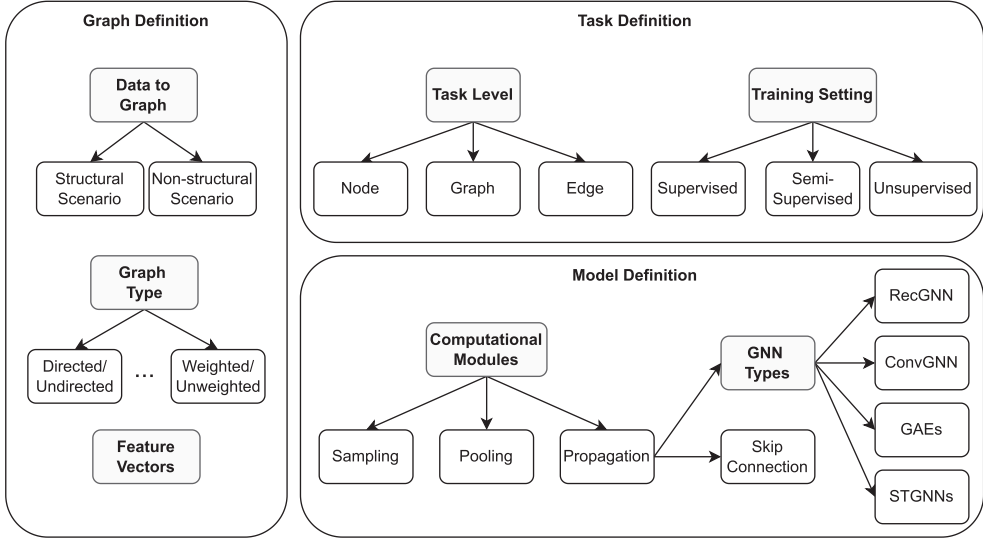 Graph Definition
Data to
Graph
Structural
Scenario
Non-structural
Scenario
Graph
Type
Directed/
Undirected
...
Weighted/
Unweighted
Feature
Vectors
Task Definition
Task Level
Node
Graph
Edge
Training Setting
Supervised
Semi-
Supervised
Unsupervised
Model Definition
Computational
Modules
Sampling
Pooling
Propagation
GNN
Types
Skip
Connection
RecGNN
ConvGNN
GAEs
STGNNs